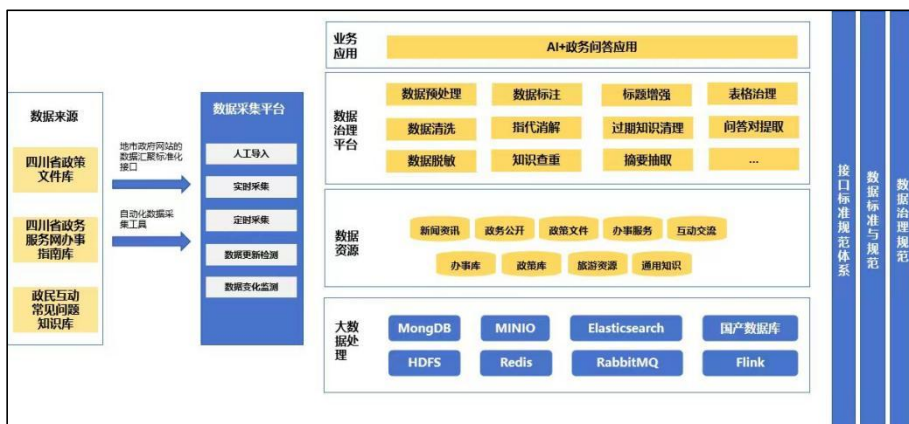 数据来源
四川省政策
文件库
四川省政务
服务网办事
指南库
政民互动
常见问题
知识库
地市政府网站的
数据汇聚标准化
接口
自动化数据采
集工具
数据采集平台
人工导入
实时采集
定时采集
数据更新检测
数据变化监测
业务
应用
AI+政务问答应用
数据
治理
平台
数据预处理
数据标注
标题增强
表格治理
数据清洗
指代消解
过期知识清理
问答对提取
数据脱敏
知识查重
摘要抽取
...
数据
资源
新闻资讯
政务公开
政策文件
办事服务
互动交流
办事库
政策库
旅游资源
通用知识
大数
据处
理
MongDB
MINIO
Elasticsearch
国产数据库
HDFS
Redis
RabbitMQ
Flink
接口标准规范体系
数据标准与规范
数据治理规范